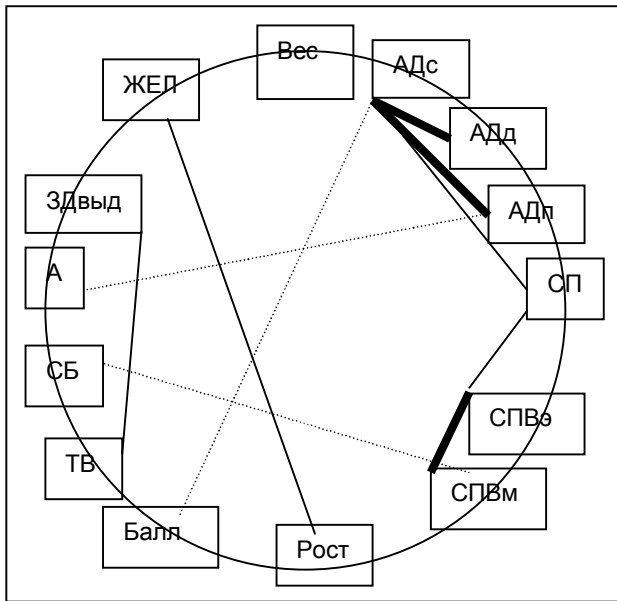 Вес
АДс
ЖЕЛ
АДд
ЗДвыд
АДп
А
СП
СБ
СПВэ
ТВ
СПВм
Балл
Рост